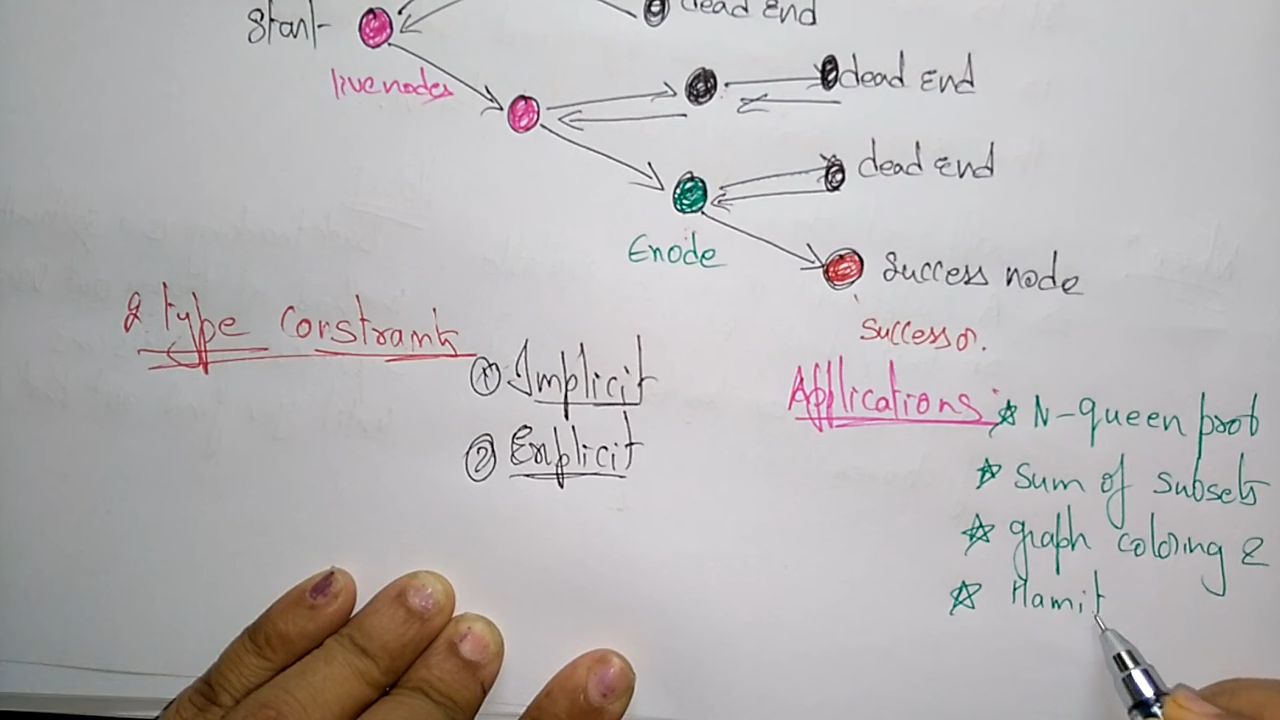 dead End
Start
live nodes
dead End
dead End
Enode
Success node
Successor.
2 type constrants
① Implicit
② Explicit
Applications:
☆ N-queen prob
☆ Sum of subsets
☆ graph coloring &
☆ Hamit